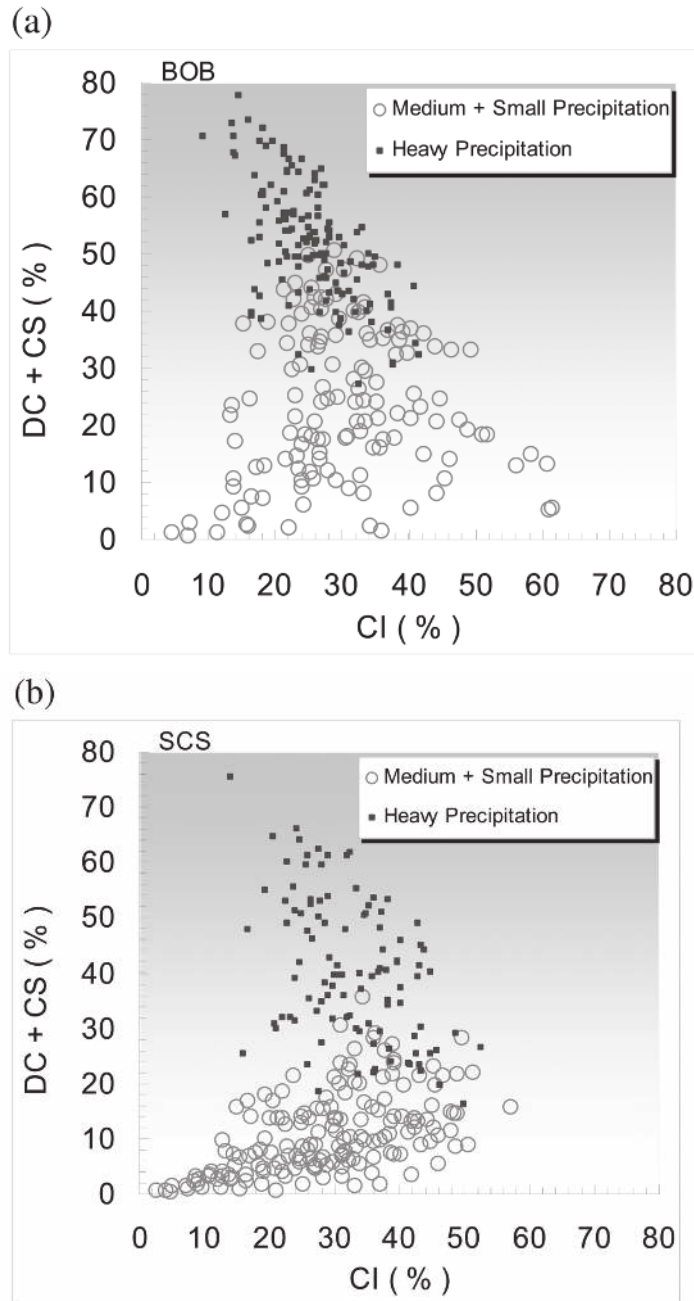 (a)
BOB
80
70
60
50
40
30
20
10
0
DC + CS ( % )
Medium + Small Precipitation
Heavy Precipitation
0 10 20 30 40 50 60 70 80
CI ( % )
(b)
SCS
80
70
60
50
40
30
20
10
0
DC + CS ( % )
Medium + Small Precipitation
Heavy Precipitation
0 10 20 30 40 50 60 70 80
CI ( % )